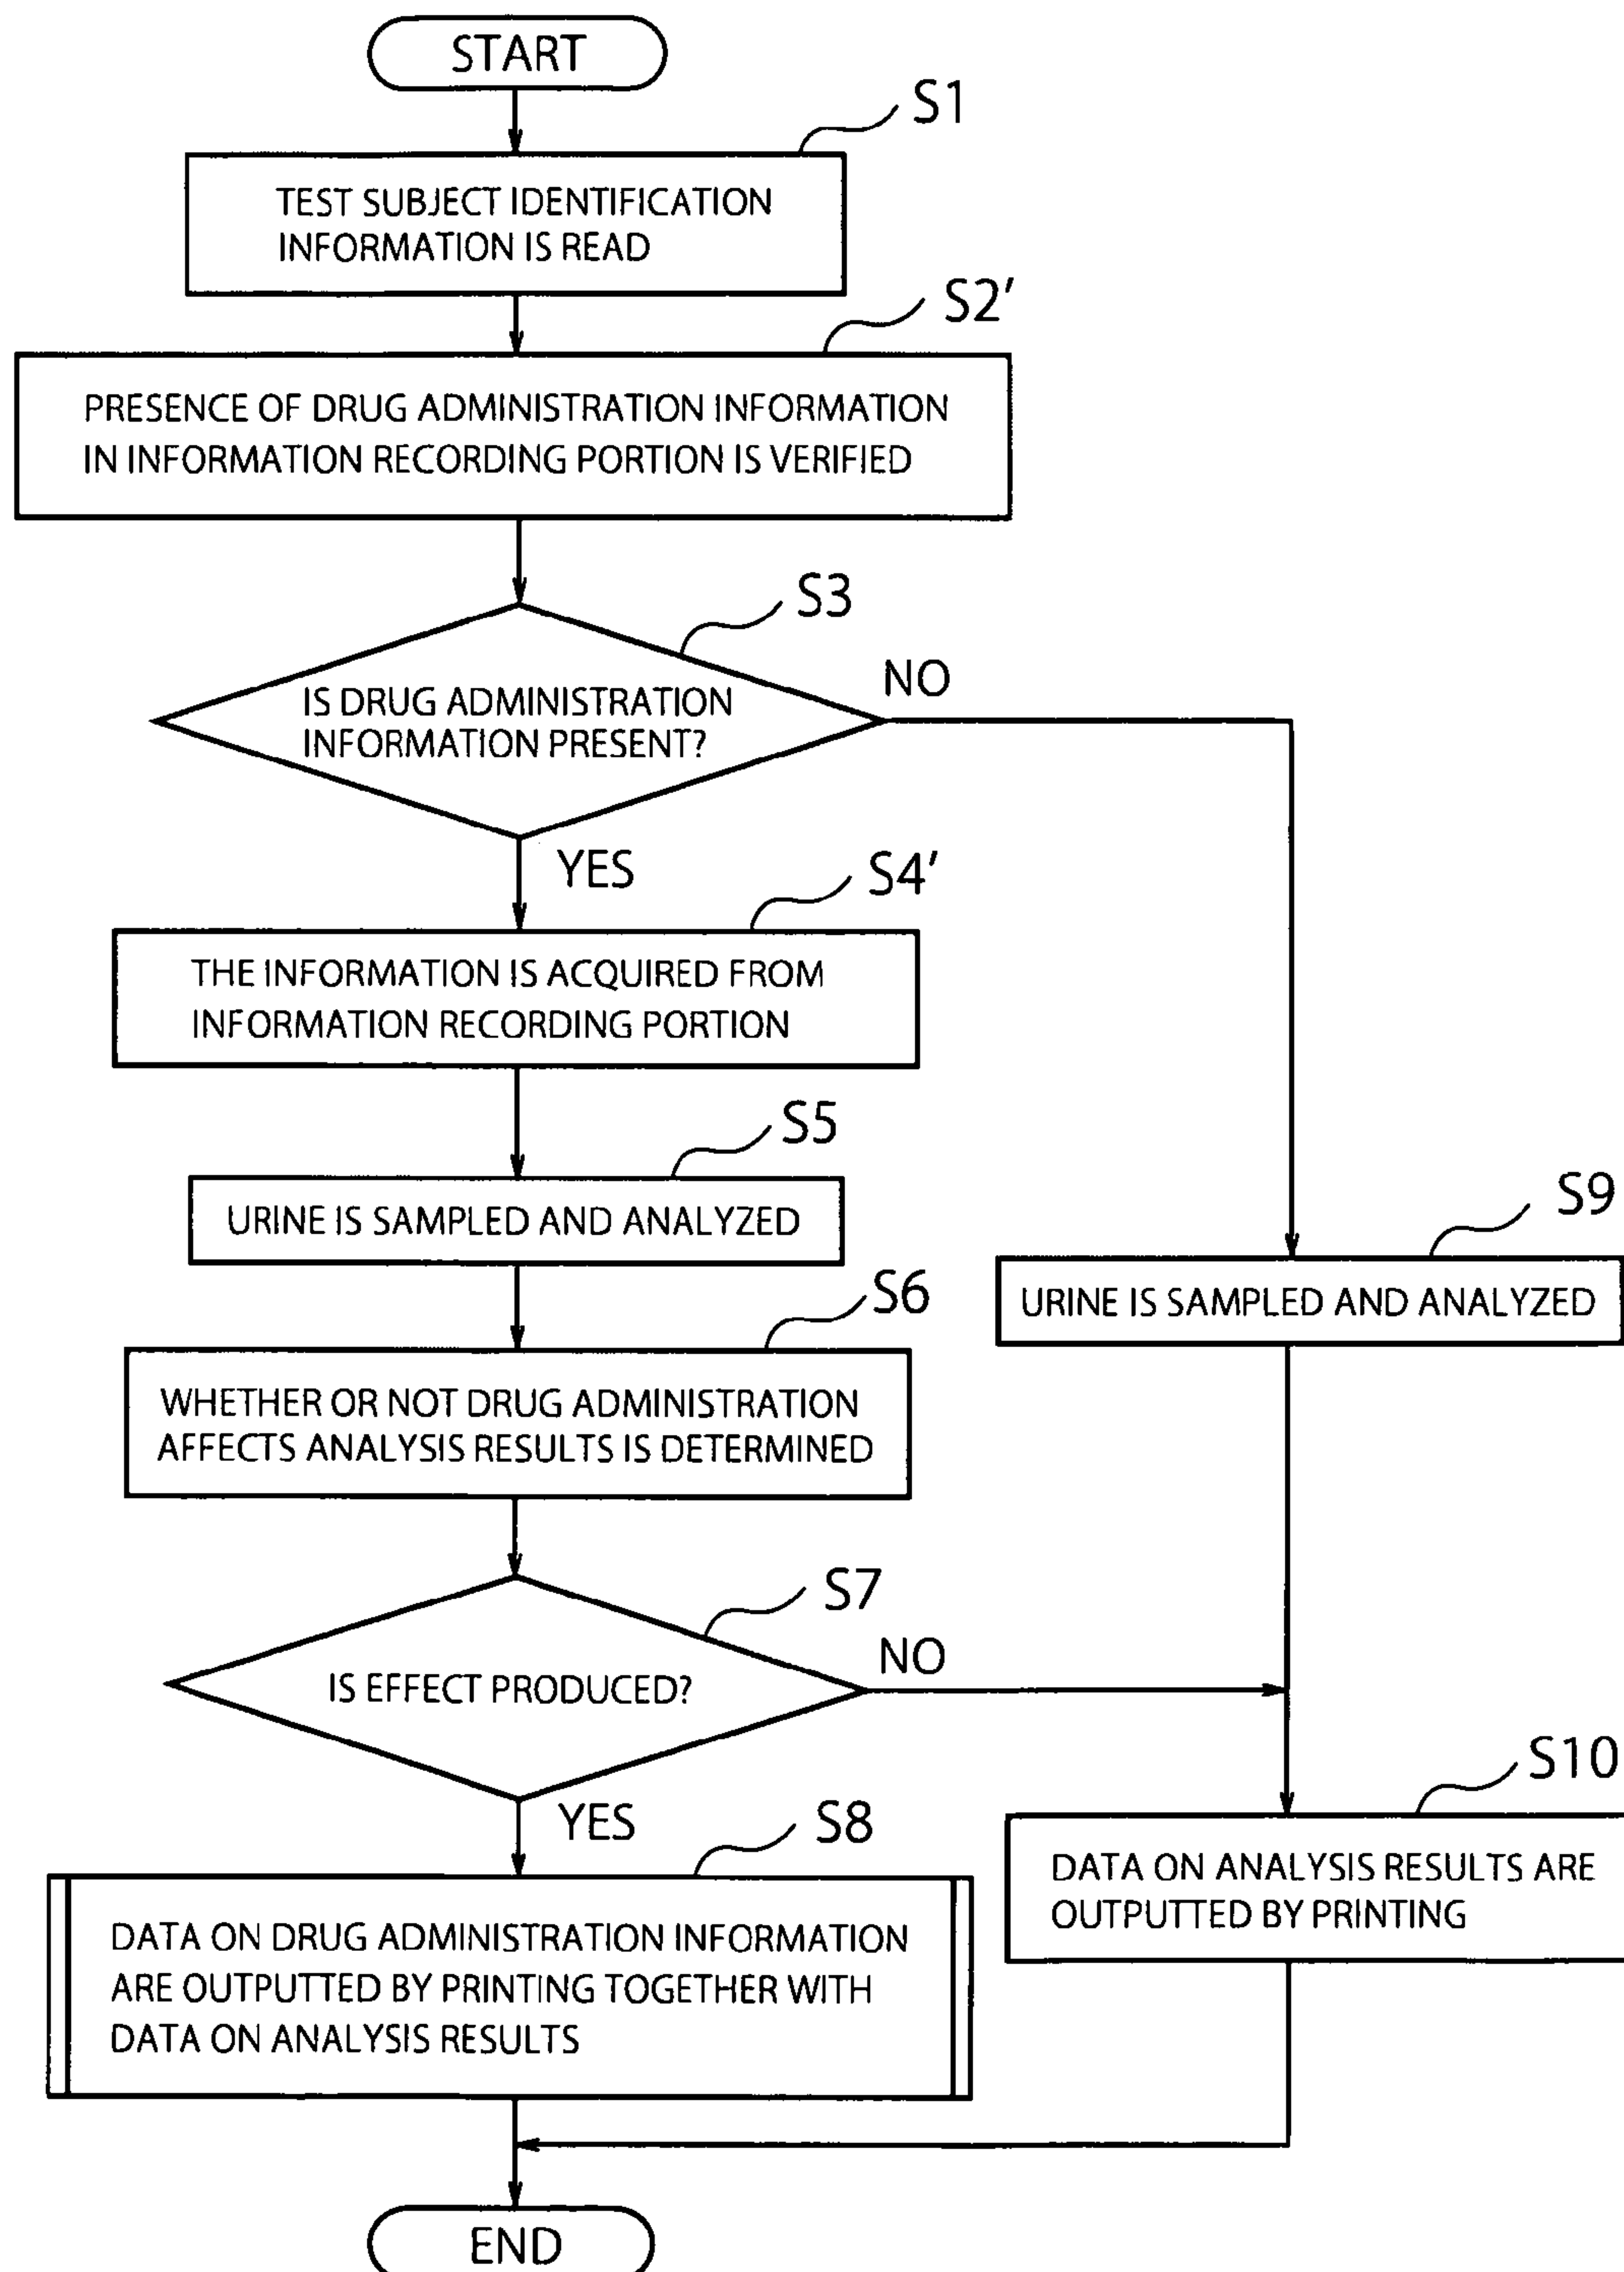 START
S1
TEST SUBJECT IDENTIFICATION
INFORMATION IS READ
S2′
PRESENCE OF DRUG ADMINISTRATION INFORMATION
IN INFORMATION RECORDING PORTION IS VERIFIED
S3
IS DRUG ADMINISTRATION
INFORMATION PRESENT?
NO
YES
S4′
THE INFORMATION IS ACQUIRED FROM
INFORMATION RECORDING PORTION
S5
URINE IS SAMPLED AND ANALYZED
S9
URINE IS SAMPLED AND ANALYZED
S6
WHETHER OR NOT DRUG ADMINISTRATION
AFFECTS ANALYSIS RESULTS IS DETERMINED
S7
IS EFFECT PRODUCED?
NO
YES
S10
DATA ON ANALYSIS RESULTS ARE
OUTPUTTED BY PRINTING
S8
DATA ON DRUG ADMINISTRATION INFORMATION
ARE OUTPUTTED BY PRINTING TOGETHER WITH
DATA ON ANALYSIS RESULTS
END